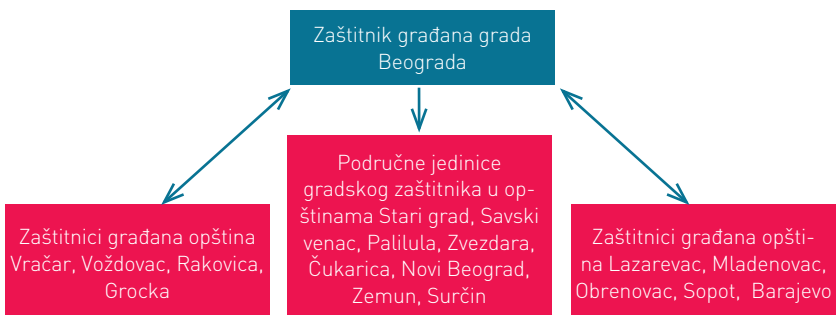 Zaštitnik građana grada
Beograda
Područne jedinice
gradskog zaštitnika u op-
štinama Stari grad, Savski
venac, Palilula, Zvezdara,
Čukarica, Novi Beograd,
Zemun, Surčin
Zaštitnici građana opština
Vračar, Voždovac, Rakovica,
Grocka
Zaštitnici građana opšti-
na Lazarevac, Mladenovac,
Obrenovac, Sopot, Barajevo